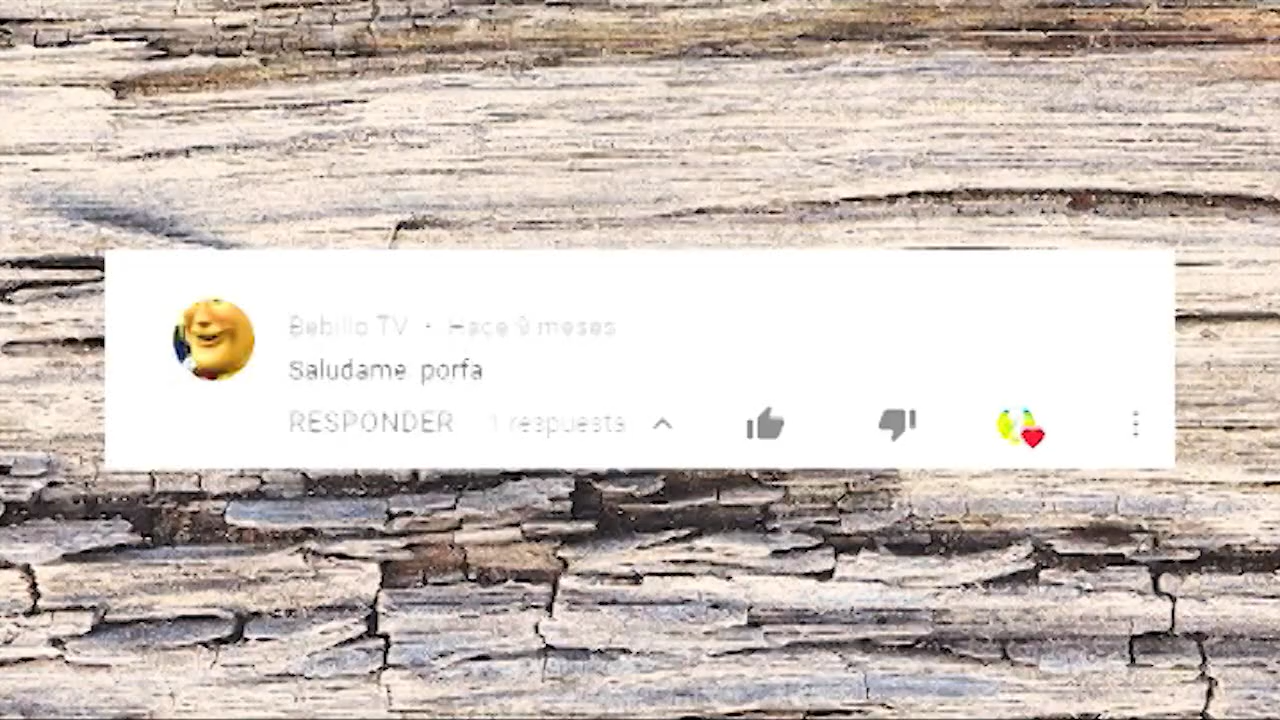 Bebillo TV · Hace 9 meses
Saludame porfa
RESPONDER 1 respuesta